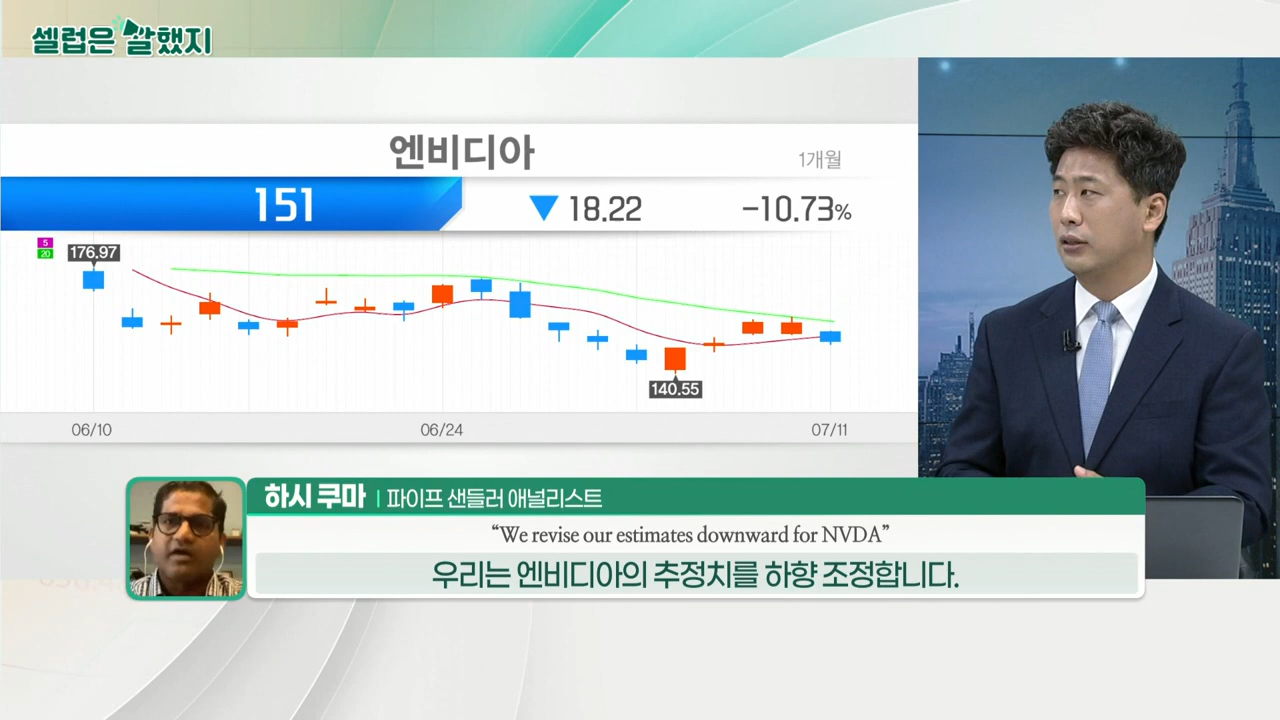 셀럽은 말했지
엔비디아
1개월
151
▼ 18.22
-10.73%
5
20
176.97
140.55
06/10
06/24
07/11
하시 쿠마 | 파이프 샌들러 애널리스트
“We revise our estimates downward for NVDA”
우리는 엔비디아의 추정치를 하향 조정합니다.